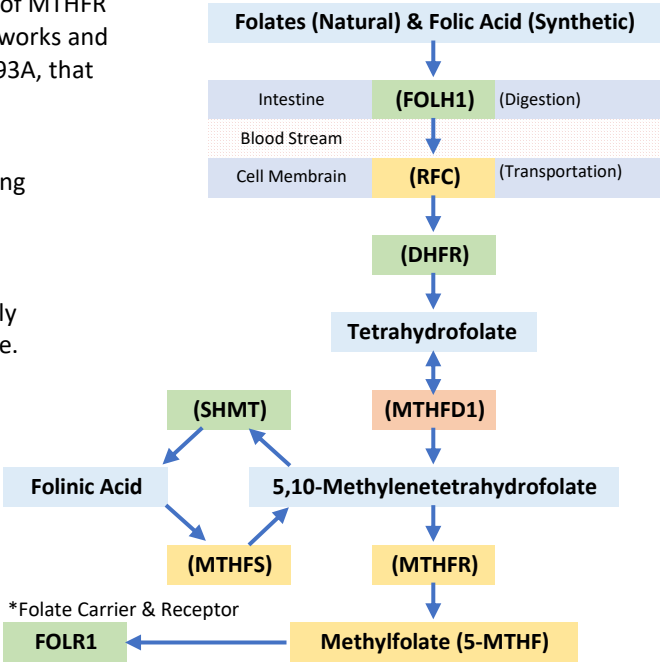 of MTHFR
works and
93A, that
ng
ly
e.
Folates (Natural) & Folic Acid (Synthetic)
Intestine (FOLH1) (Digestion)
Blood Stream
Cell Membrain (RFC) (Transportation)
(DHFR)
Tetrahydrofolate
(SHMT) (MTHFD1)
Folinic Acid 5,10-Methylenetetrahydrofolate
(MTHFS) (MTHFR)
*Folate Carrier & Receptor
FOLR1 Methylfolate (5-MTHF)